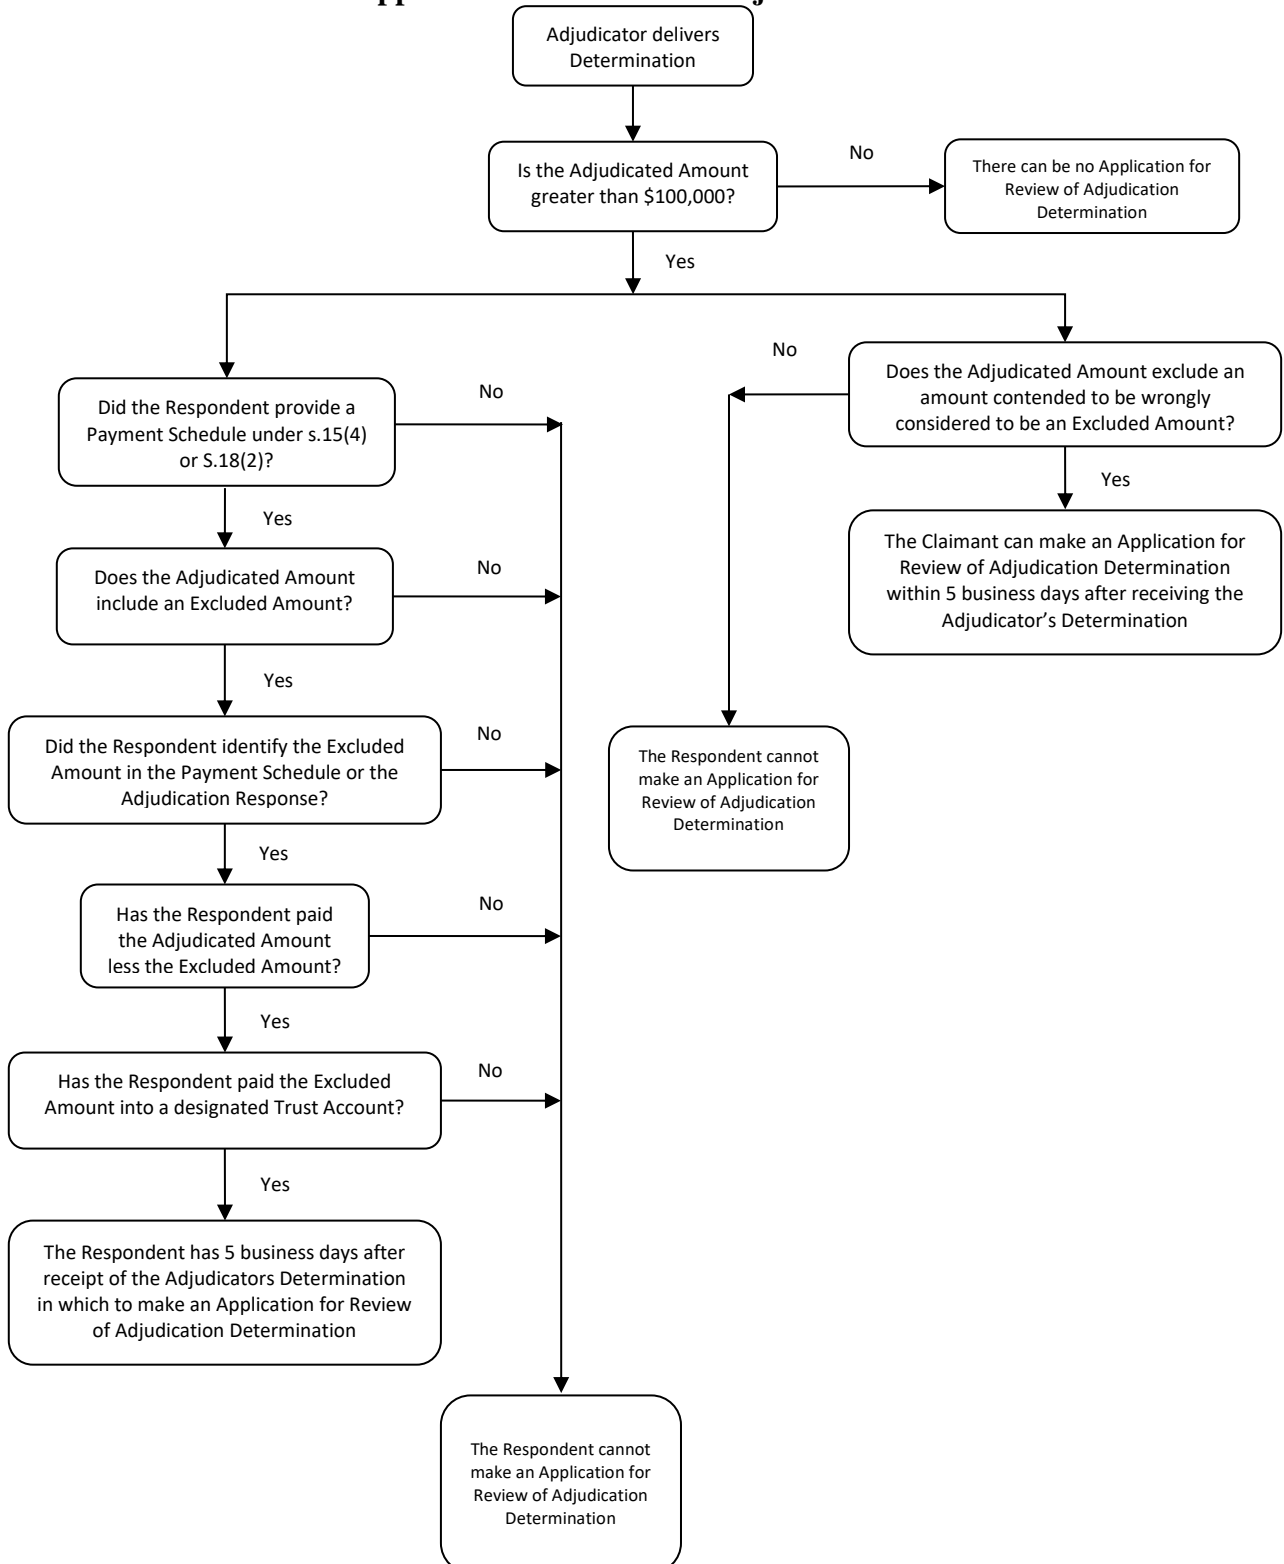 Adjudicator delivers
Determination
Is the Adjudicated Amount
greater than $100,000?
No
There can be no Application for
Review of Adjudication
Determination
Yes
No
Does the Adjudicated Amount exclude an
amount contended to be wrongly
considered to be an Excluded Amount?
Did the Respondent provide a
Payment Schedule under s.15(4)
or S.18(2)?
No
Yes
Yes
The Claimant can make an Application for
Review of Adjudication Determination
within 5 business days after receiving the
Adjudicator’s Determination
Does the Adjudicated Amount
include an Excluded Amount?
No
Yes
Did the Respondent identify the Excluded
Amount in the Payment Schedule or the
Adjudication Response?
No
The Respondent cannot
make an Application for
Review of Adjudication
Determination
Yes
Has the Respondent paid
the Adjudicated Amount
less the Excluded Amount?
No
Yes
Has the Respondent paid the Excluded
Amount into a designated Trust Account?
No
Yes
The Respondent has 5 business days after
receipt of the Adjudicators Determination
in which to make an Application for Review
of Adjudication Determination
The Respondent cannot
make an Application for
Review of Adjudication
Determination